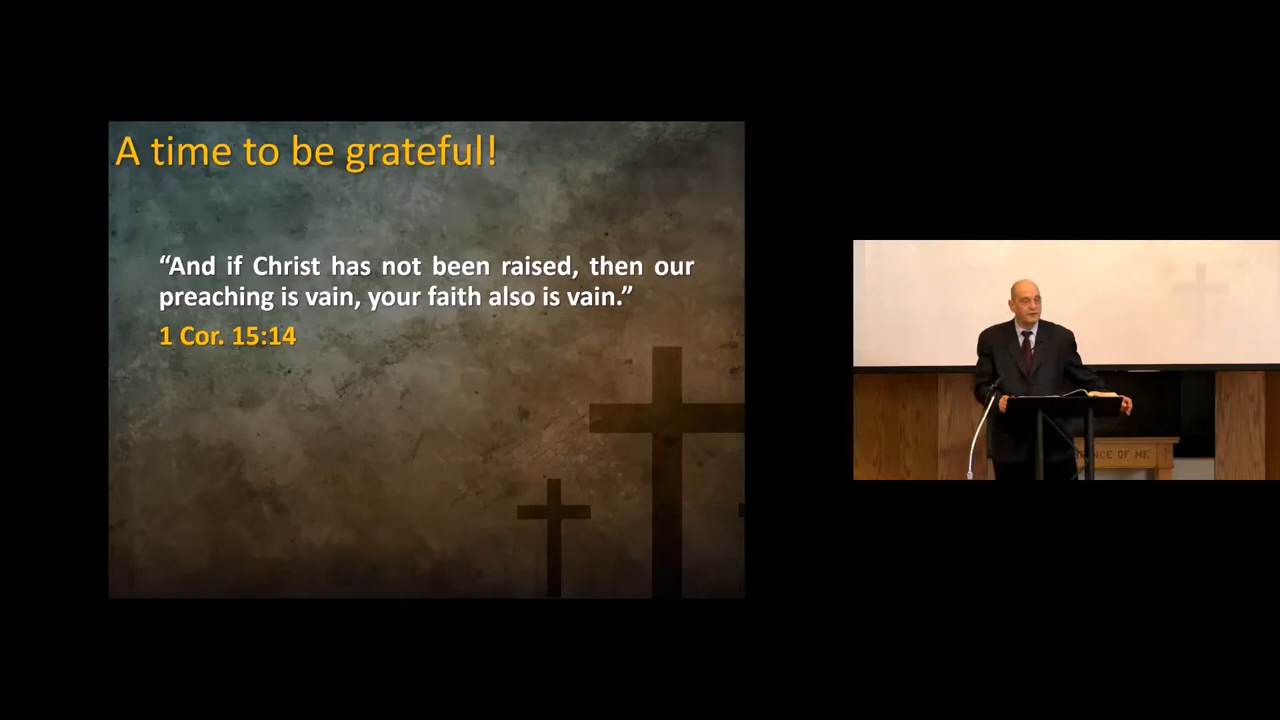 A time to be grateful!
“And if Christ has not been raised, then our
preaching is vain, your faith also is vain.”
1 Cor. 15:14
OF ME